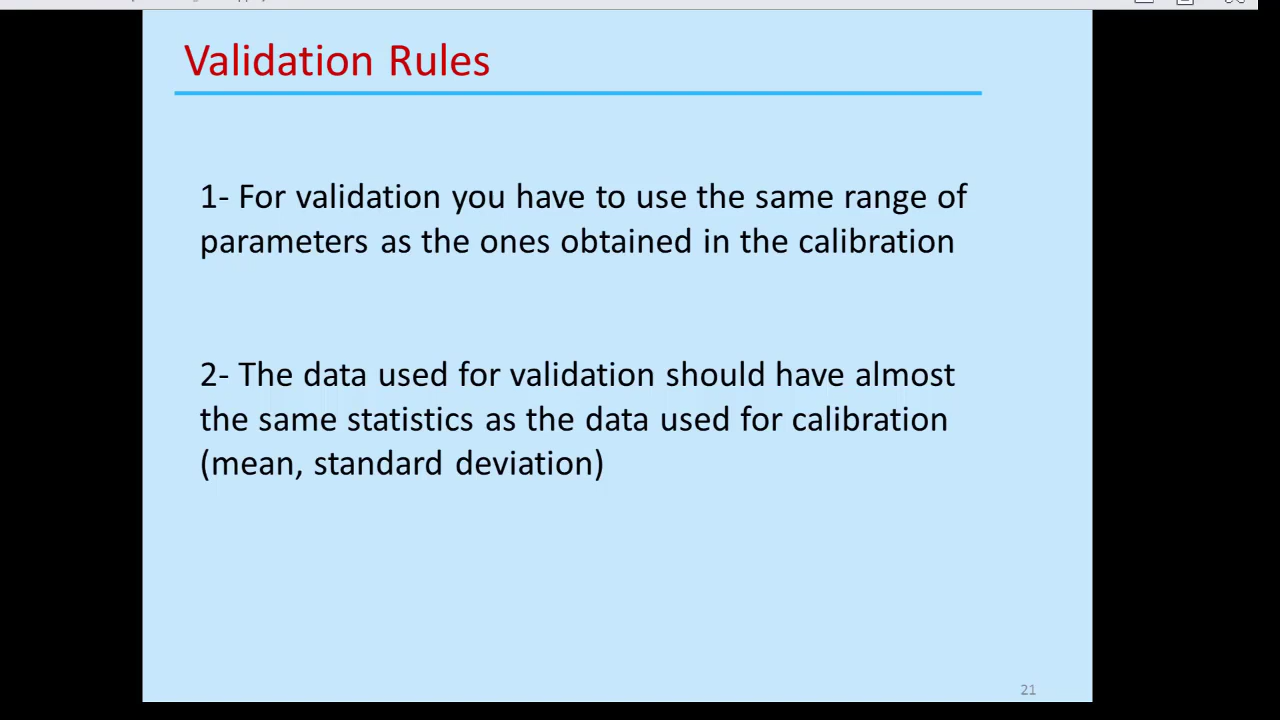 Validation Rules
1- For validation you have to use the same range of
parameters as the ones obtained in the calibration
2- The data used for validation should have almost
the same statistics as the data used for calibration
(mean, standard deviation)
21